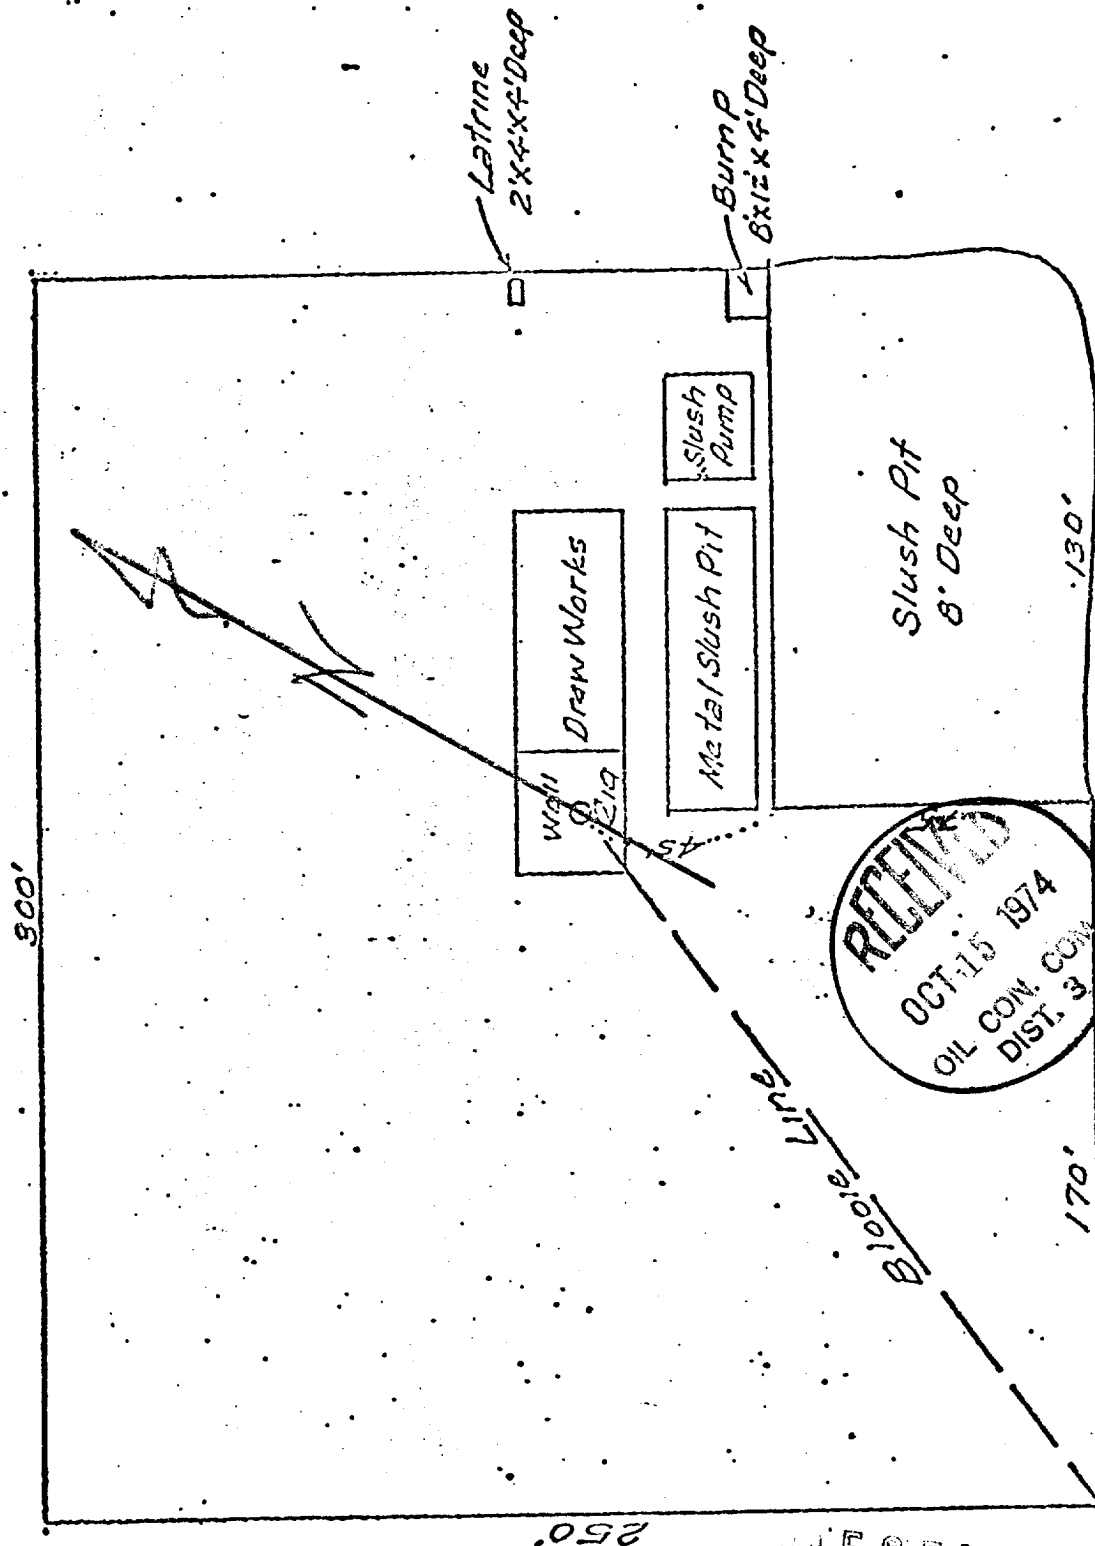 Latrine
2'x4'x4' Deep
Burn P
8'x12'x4' Deep
300'
N
Slush
Pump
Draw Works
Metal Slush Pit
Well
Rig
45'
Slush Pit
8' Deep
130'
Blooie Line
170'
250'
RECEIVED
OCT 15 1974
OIL CON. COM
DIST. 3